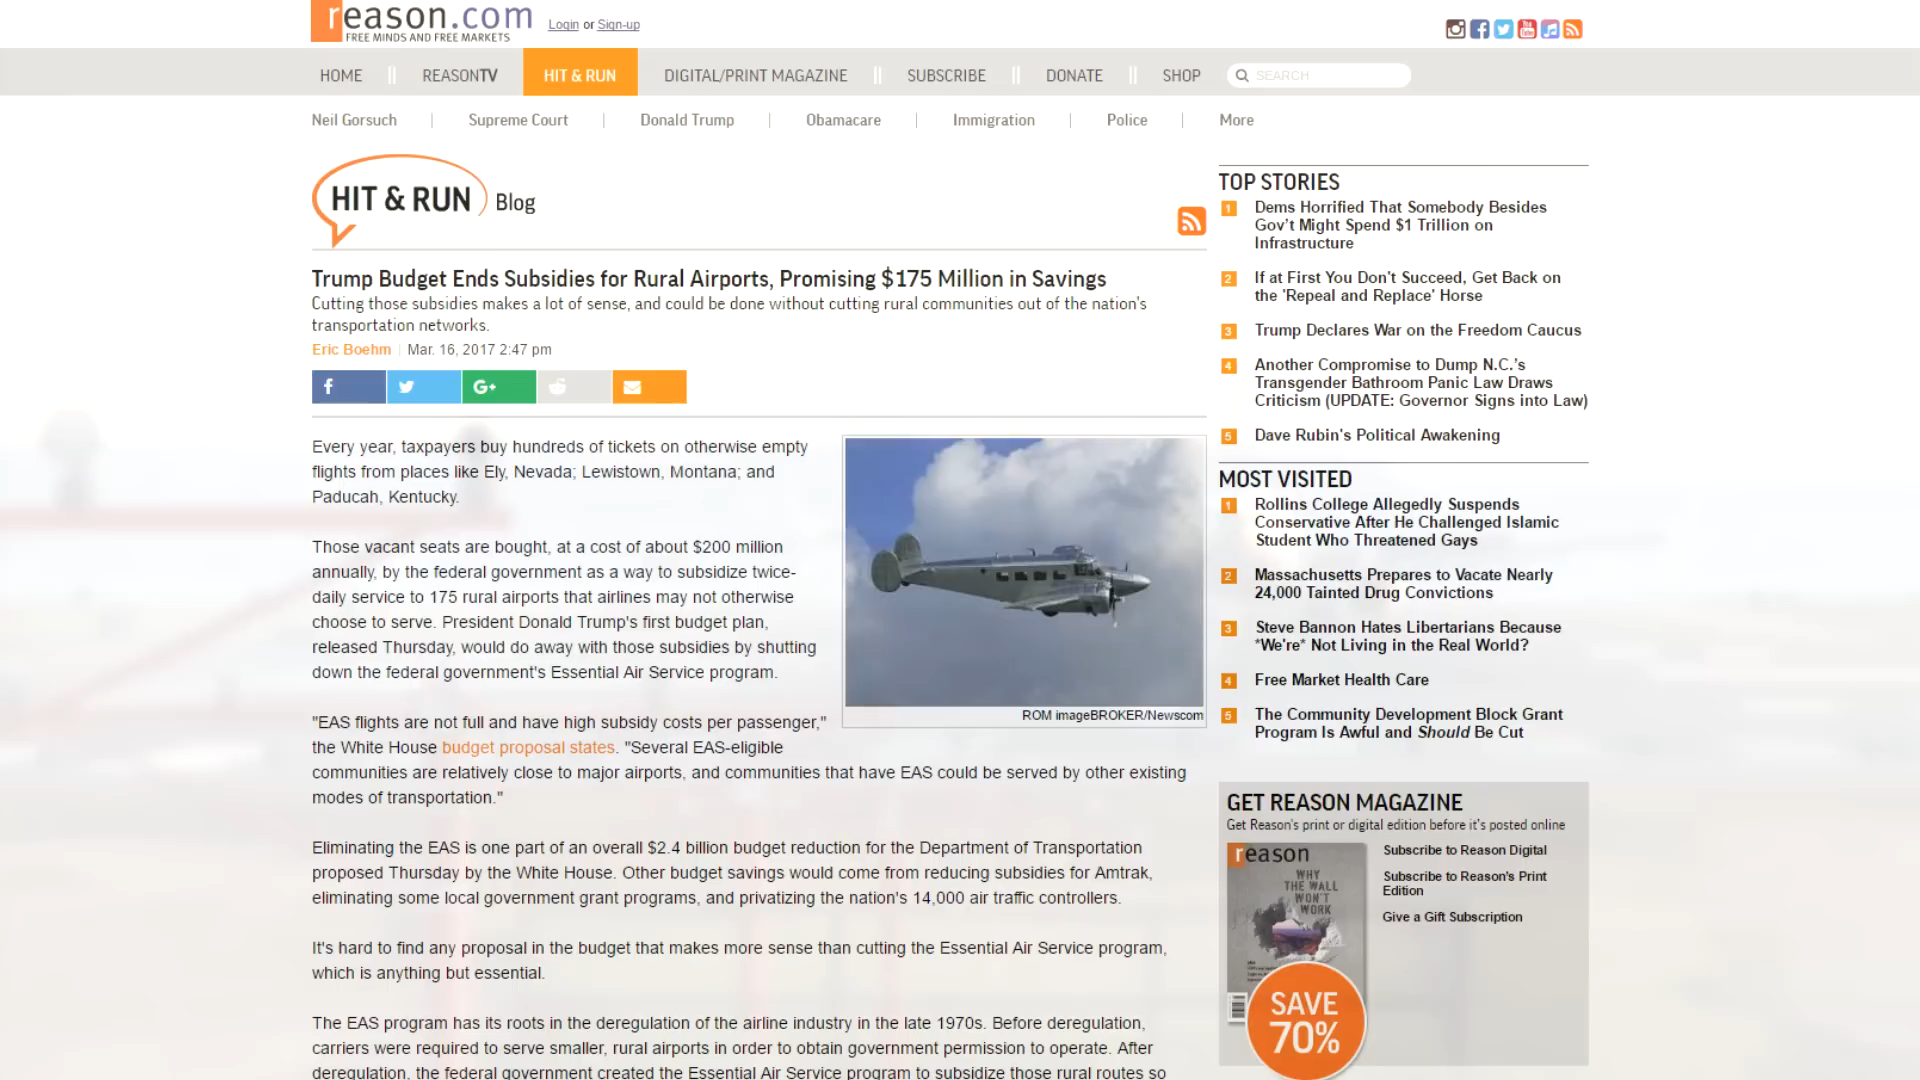 reason.com
FREE MINDS AND FREE MARKETS
Login or Sign-up
HOME
REASONTV
HIT & RUN
DIGITAL/PRINT MAGAZINE
SUBSCRIBE
DONATE
SHOP
SEARCH
Neil Gorsuch
Supreme Court
Donald Trump
Obamacare
Immigration
Police
More
HIT & RUN Blog
Trump Budget Ends Subsidies for Rural Airports, Promising $175 Million in Savings
Cutting those subsidies makes a lot of sense, and could be done without cutting rural communities out of the nation's
transportation networks.
Eric Boehm | Mar. 16, 2017 2:47 pm
Every year, taxpayers buy hundreds of tickets on otherwise empty
flights from places like Ely, Nevada; Lewistown, Montana; and
Paducah, Kentucky.
Those vacant seats are bought, at a cost of about $200 million
annually, by the federal government as a way to subsidize twice-
daily service to 175 rural airports that airlines may not otherwise
choose to serve. President Donald Trump's first budget plan,
released Thursday, would do away with those subsidies by shutting
down the federal government's Essential Air Service program.
ROM imageBROKER/Newscom
"EAS flights are not full and have high subsidy costs per passenger,"
the White House budget proposal states. "Several EAS-eligible
communities are relatively close to major airports, and communities that have EAS could be served by other existing
modes of transportation."
Eliminating the EAS is one part of an overall $2.4 billion budget reduction for the Department of Transportation
proposed Thursday by the White House. Other budget savings would come from reducing subsidies for Amtrak,
eliminating some local government grant programs, and privatizing the nation's 14,000 air traffic controllers.
It's hard to find any proposal in the budget that makes more sense than cutting the Essential Air Service program,
which is anything but essential.
The EAS program has its roots in the deregulation of the airline industry in the late 1970s. Before deregulation,
carriers were required to serve smaller, rural airports in order to obtain government permission to operate. After
deregulation, the federal government created the Essential Air Service program to subsidize those rural routes so
TOP STORIES
1 Dems Horrified That Somebody Besides
Gov't Might Spend $1 Trillion on
Infrastructure
2 If at First You Don't Succeed, Get Back on
the 'Repeal and Replace' Horse
3 Trump Declares War on the Freedom Caucus
4 Another Compromise to Dump N.C.'s
Transgender Bathroom Panic Law Draws
Criticism (UPDATE: Governor Signs into Law)
5 Dave Rubin's Political Awakening
MOST VISITED
1 Rollins College Allegedly Suspends
Conservative After He Challenged Islamic
Student Who Threatened Gays
2 Massachusetts Prepares to Vacate Nearly
24,000 Tainted Drug Convictions
3 Steve Bannon Hates Libertarians Because
*We're* Not Living in the Real World?
4 Free Market Health Care
5 The Community Development Block Grant
Program Is Awful and Should Be Cut
GET REASON MAGAZINE
Get Reason's print or digital edition before it's posted online
reason
WHY
THE WALL
WON'T
WORK
SAVE
70%
Subscribe to Reason Digital
Subscribe to Reason's Print
Edition
Give a Gift Subscription